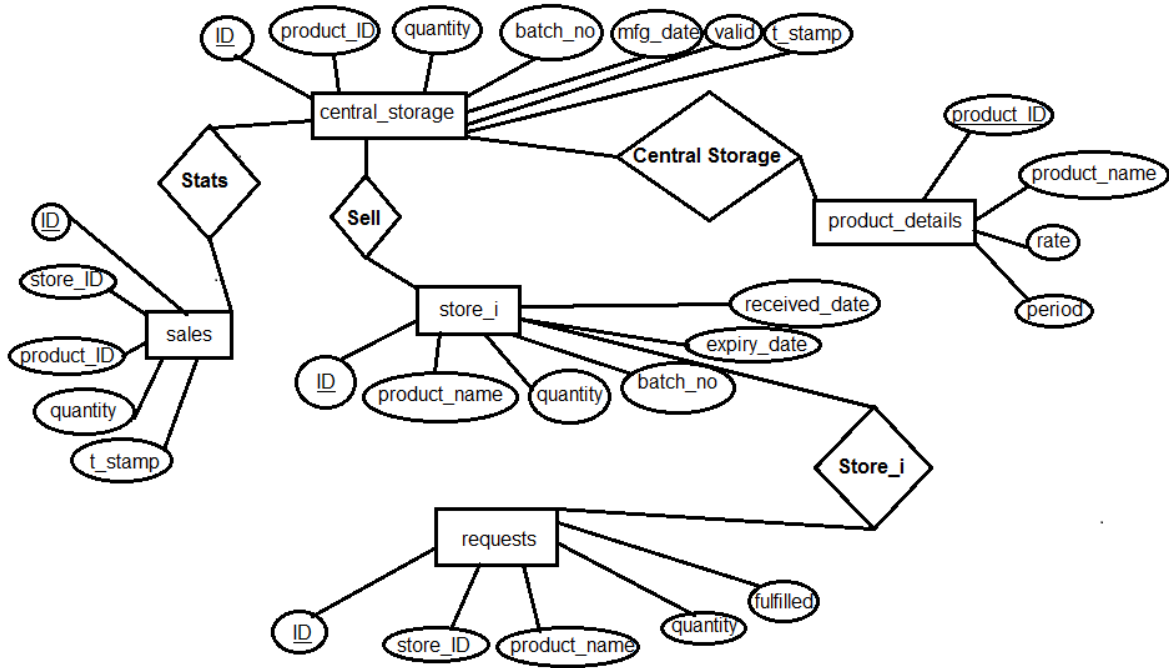 ID
product_ID
quantity
batch_no
mfg_date
valid
t_stamp
central_storage
Central Storage
product_ID
Stats
product_name
Sell
product_details
ID
rate
store_ID
received_date
period
store_i
sales
expiry_date
product_ID
ID
product_name
quantity
batch_no
quantity
t_stamp
Store_i
requests
fulfilled
ID
store_ID
product_name
quantity